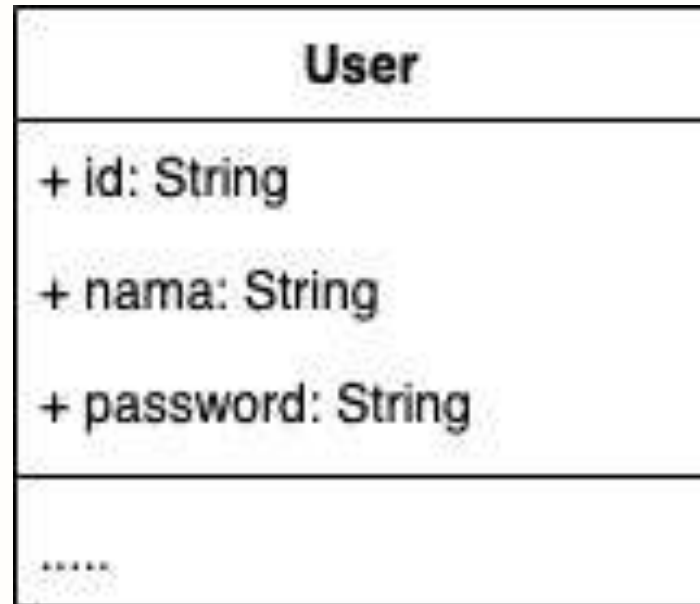 User
+ id: String
+ nama: String
+ password: String
.....